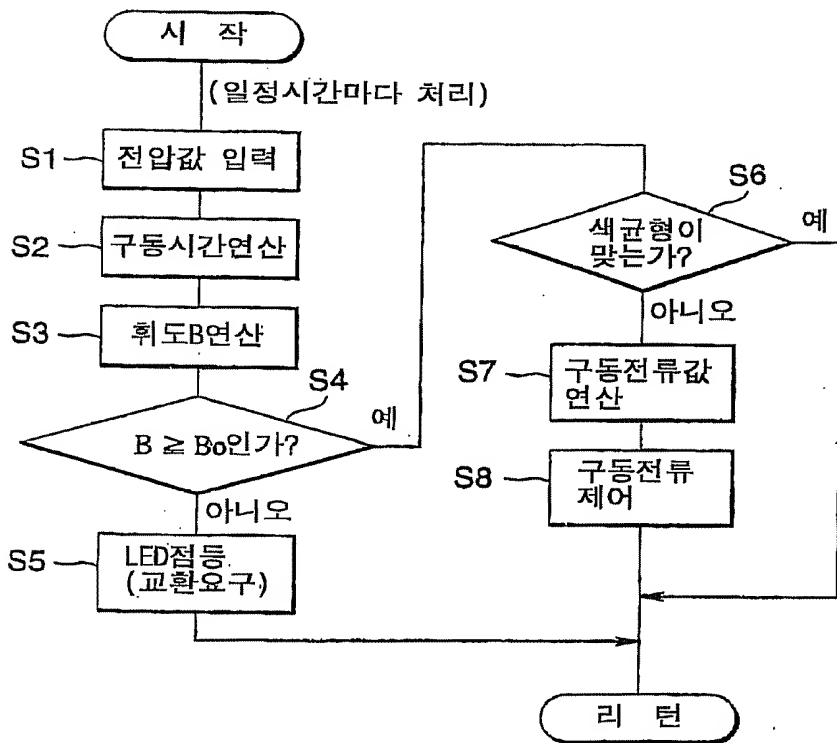 시 작
(일정시간마다 처리)
S1
전압값 입력
S2
구동시간연산
S3
휘도B연산
S4
B ≥ Bo인가?
예
아니오
S5
LED점등
(교환요구)
S6
색균형이
맞는가?
예
아니오
S7
구동전류값
연산
S8
구동전류
제어
리 턴